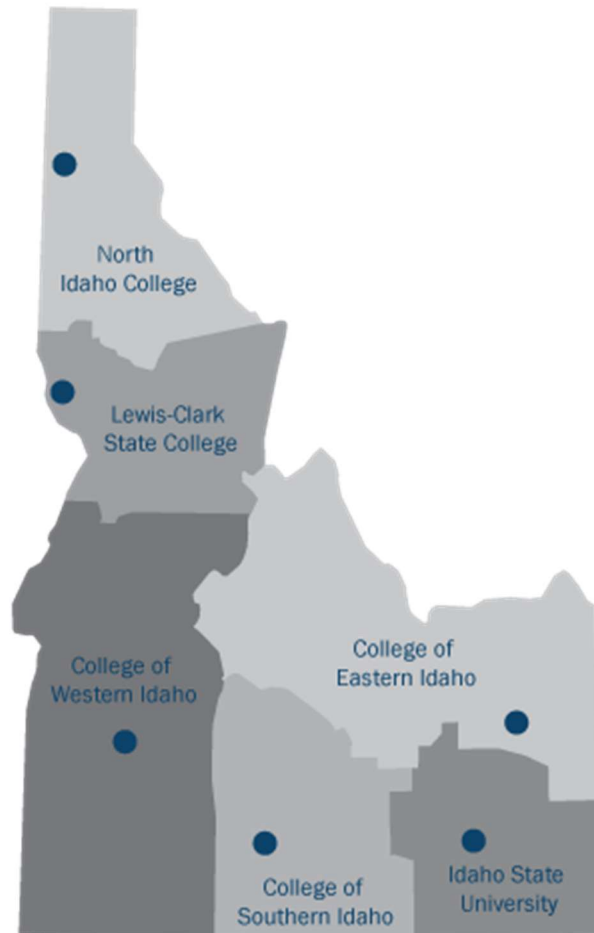 North
Idaho College
Lewis-Clark
State College
College of
Eastern Idaho
College of
Western Idaho
Idaho State
University
College of
Southern Idaho